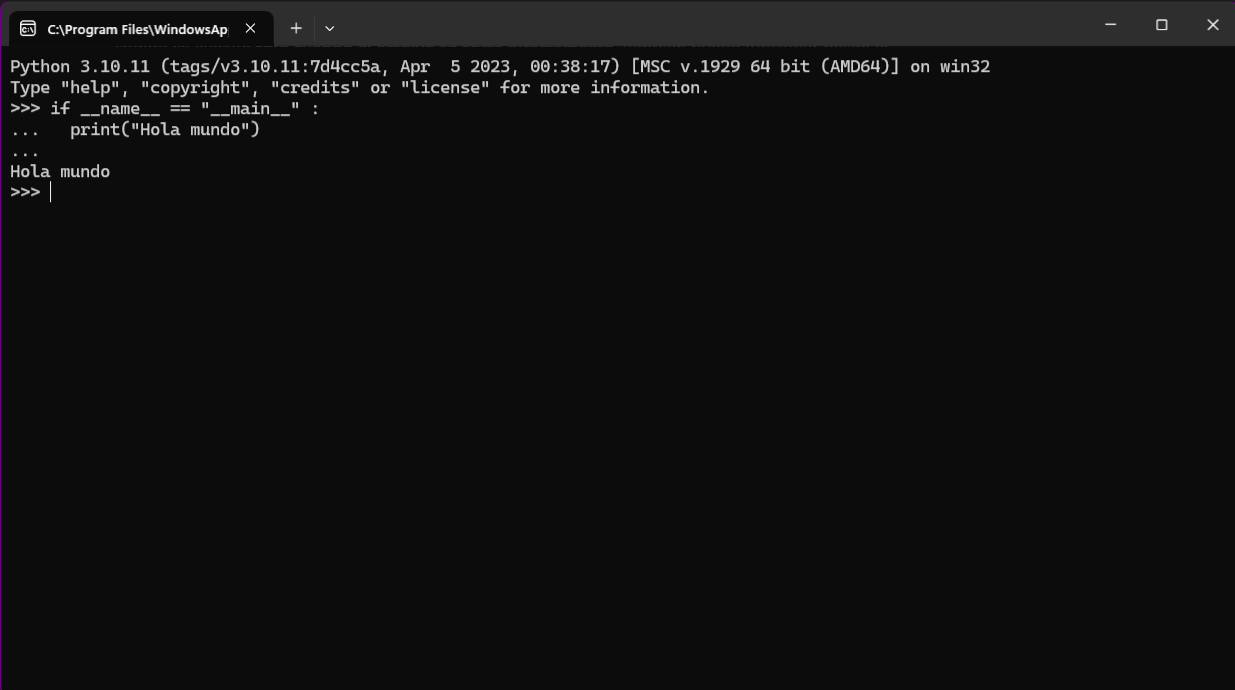 C:\Program Files\WindowsAp
Python 3.10.11 (tags/v3.10.11:7d4cc5a, Apr  5 2023, 00:38:17) [MSC v.1929 64 bit (AMD64)] on win32
Type "help", "copyright", "credits" or "license" for more information.
>>> if __name__ == "__main__" :
...   print("Hola mundo")
...
Hola mundo
>>>